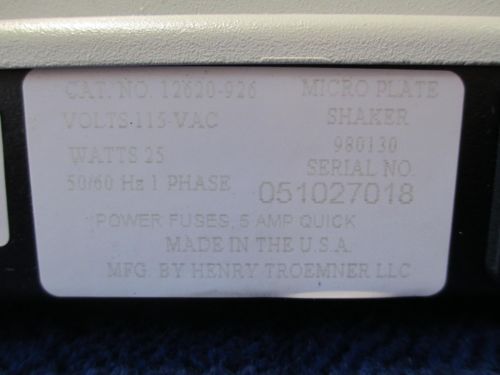 CAT. NO. 12620-926
VOLTS 115-VAC
WATTS 25
50/60 Hz 1 PHASE
MICRO PLATE
SHAKER
980130
SERIAL NO.
051027018
POWER FUSES, 5 AMP QUICK
MADE IN THE U.S.A.
MFG. BY HENRY TROEMNER LLC